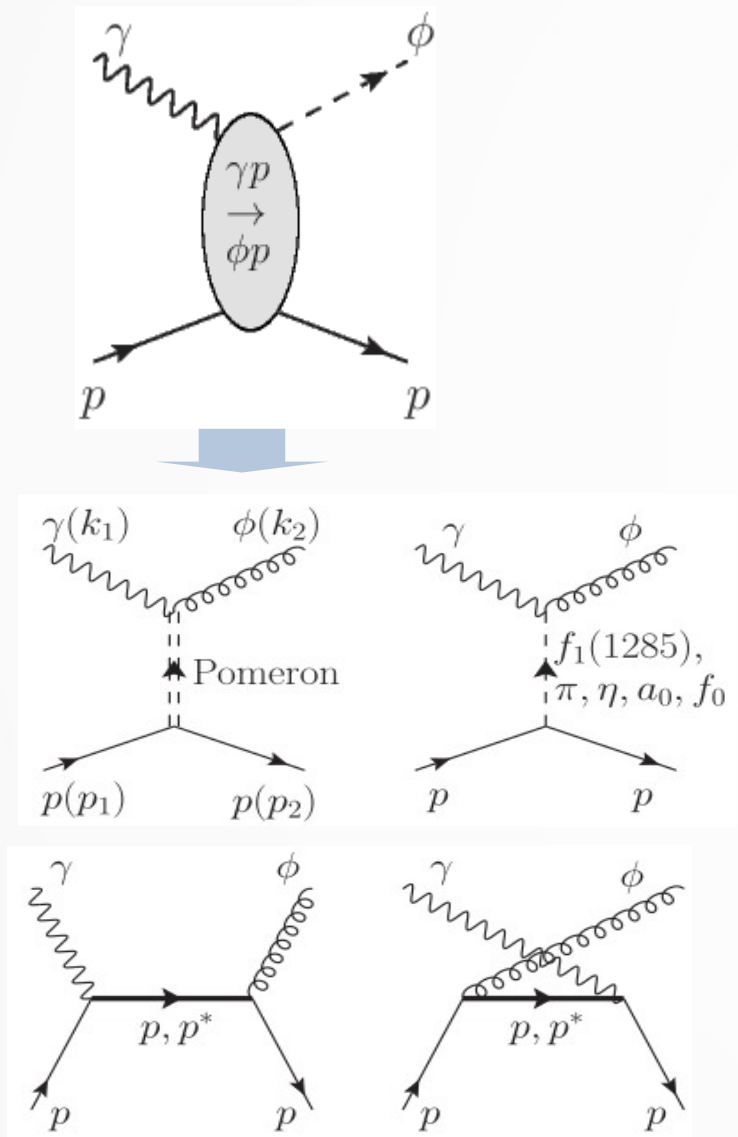 γ ϕ
γp
→
ϕp
p p
γ(k₁) ϕ(k₂)
Pomeron
p(p₁) p(p₂)
γ ϕ
f₁(1285),
π, η, a₀, f₀
p p
γ ϕ
p, p*
p p
γ ϕ
p, p*
p p